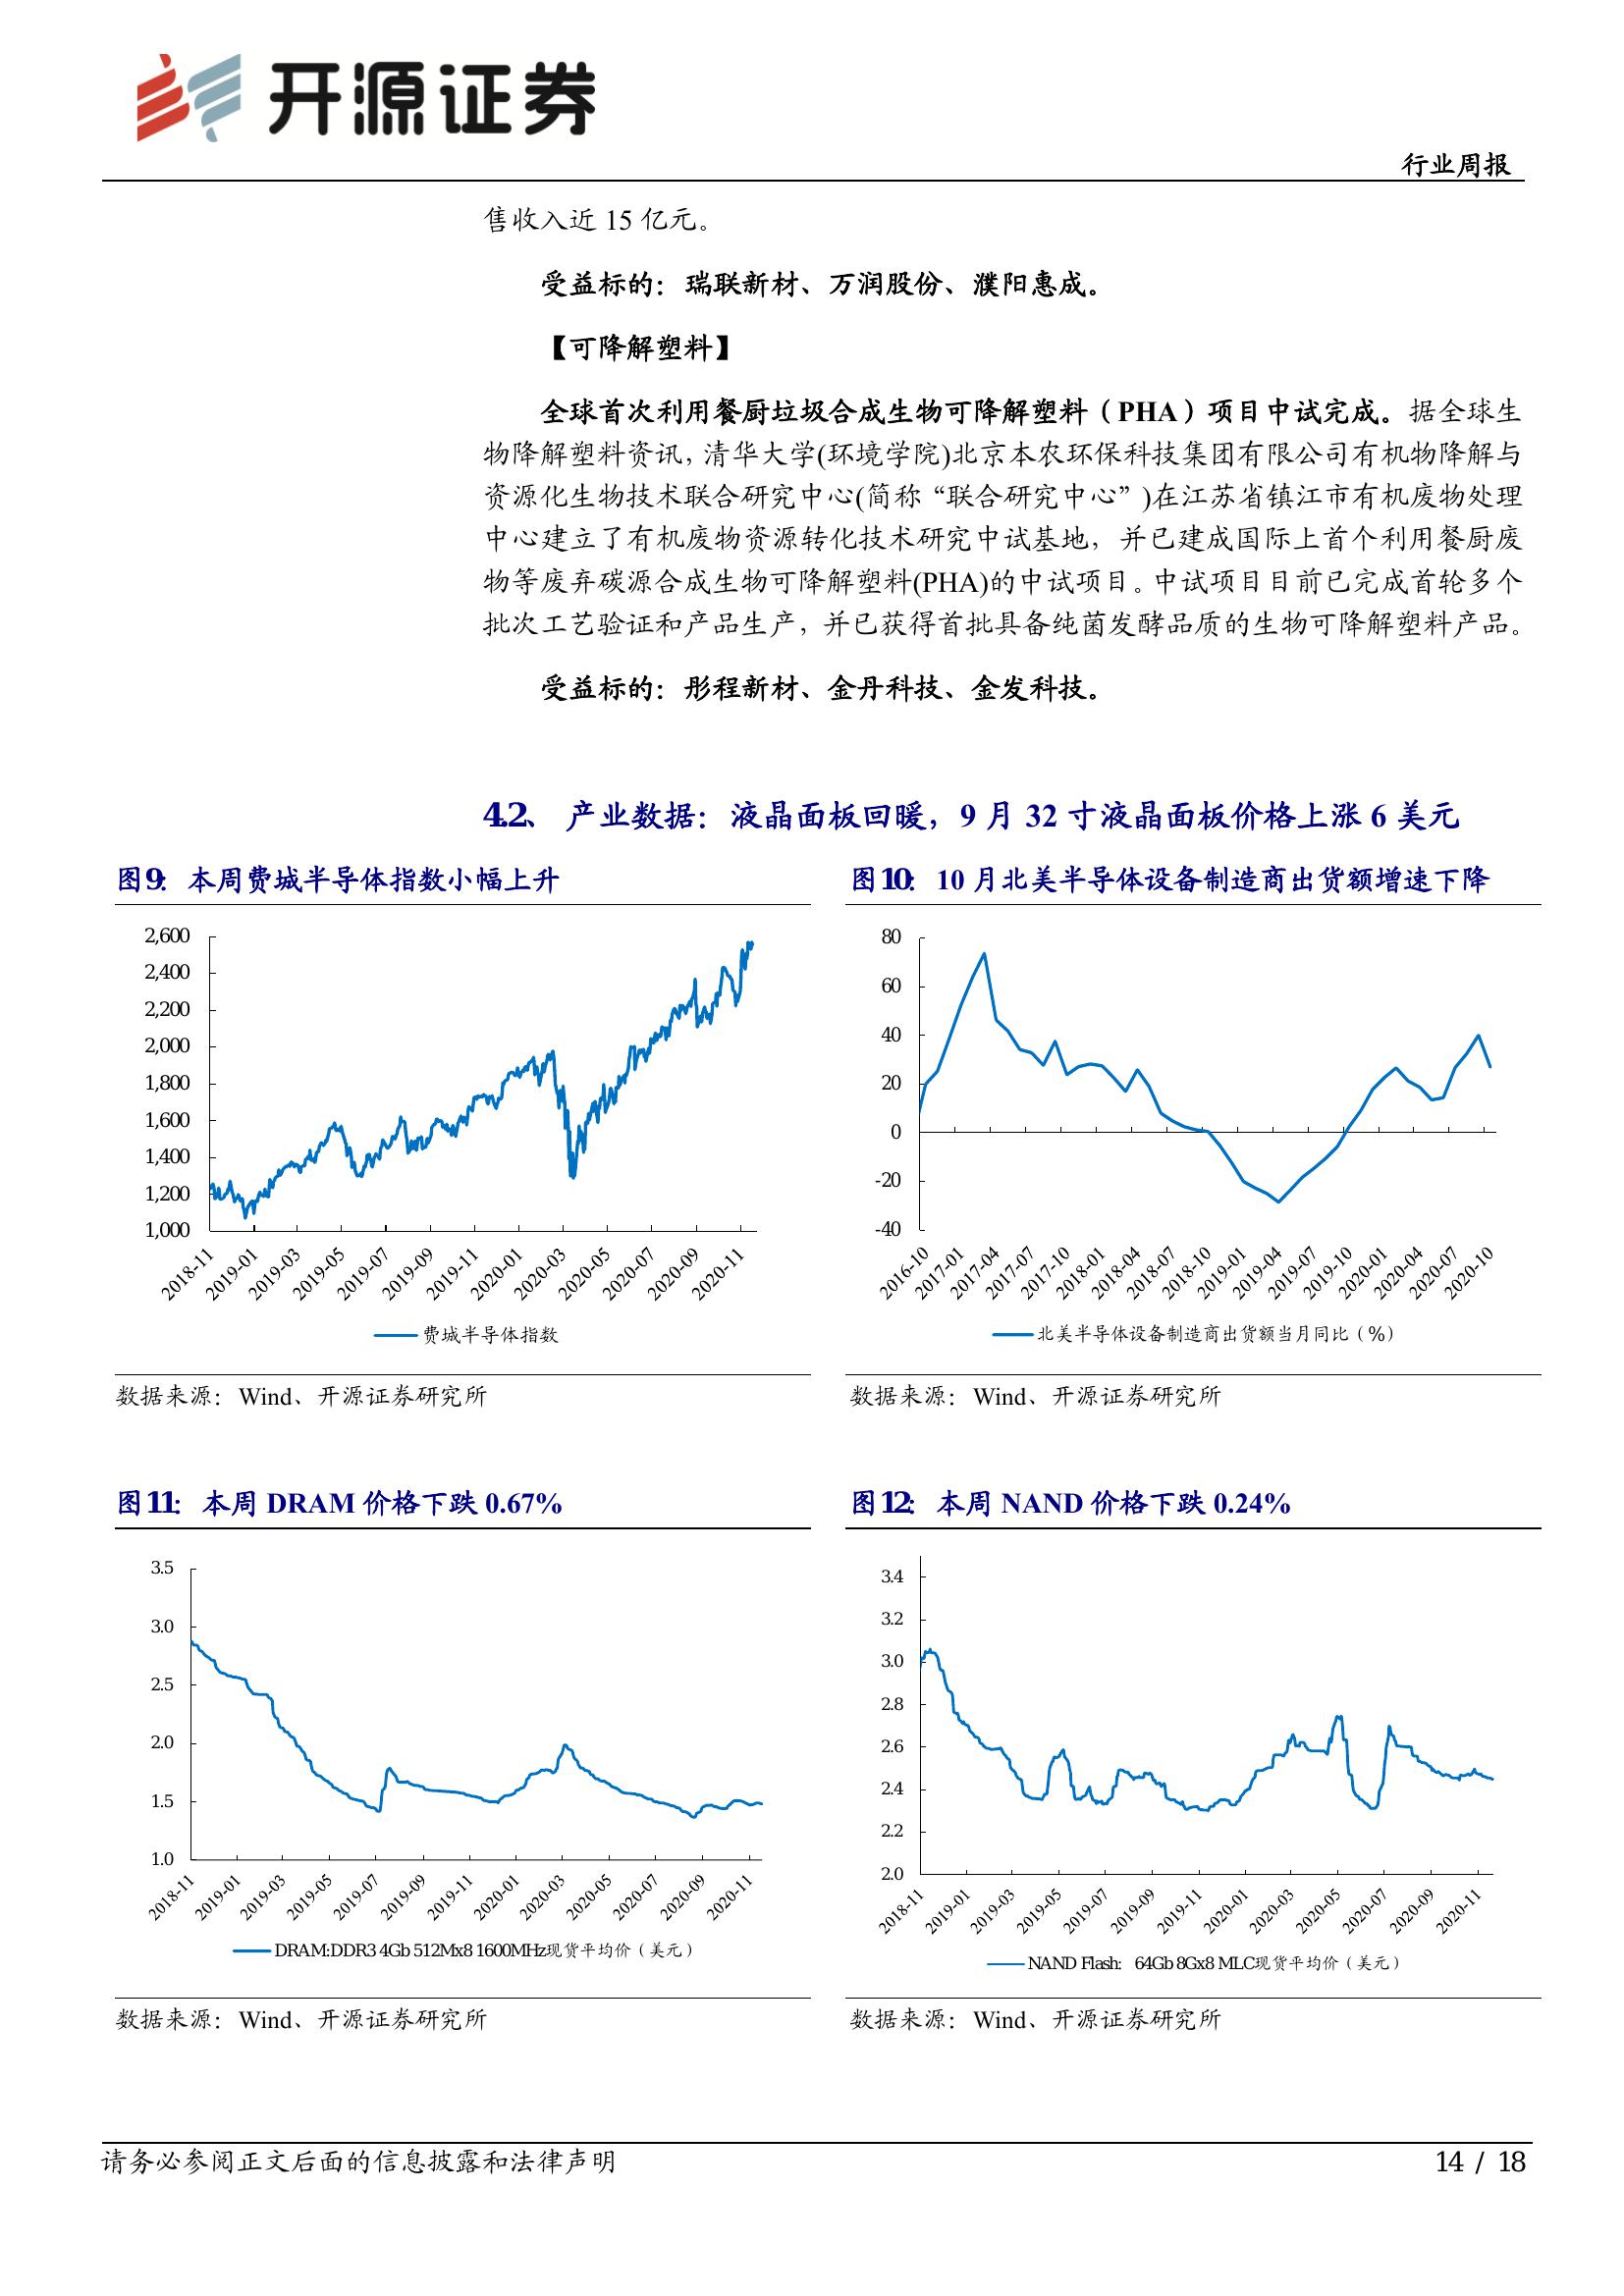 开源证券
行业周报
售收入近 15 亿元。
受益标的：瑞联新材、万润股份、濮阳惠成。
【可降解塑料】
全球首次利用餐厨垃圾合成生物可降解塑料（PHA）项目中试完成。据全球生
物降解塑料资讯，清华大学(环境学院)北京本农环保科技集团有限公司有机物降解与
资源化生物技术联合研究中心(简称“联合研究中心”)在江苏省镇江市有机废物处理
中心建立了有机废物资源转化技术研究中试基地，并已建成国际上首个利用餐厨废
物等废弃碳源合成生物可降解塑料(PHA)的中试项目。中试项目目前已完成首轮多个
批次工艺验证和产品生产，并已获得首批具备纯菌发酵品质的生物可降解塑料产品。
受益标的：彤程新材、金丹科技、金发科技。
4.2、 产业数据：液晶面板回暖，9 月 32 寸液晶面板价格上涨 6 美元
图9：本周费城半导体指数小幅上升
2,600
2,400
2,200
2,000
1,800
1,600
1,400
1,200
1,000
2018-11 2019-01 2019-03 2019-05 2019-07 2019-09 2019-11 2020-01 2020-03 2020-05 2020-07 2020-09 2020-11
费城半导体指数
数据来源：Wind、开源证券研究所
图10：10 月北美半导体设备制造商出货额增速下降
80
60
40
20
0
-20
-40
2016-10 2017-01 2017-04 2017-07 2017-10 2018-01 2018-04 2018-07 2018-10 2019-01 2019-04 2019-07 2019-10 2020-01 2020-04 2020-07 2020-10
北美半导体设备制造商出货额当月同比（%）
数据来源：Wind、开源证券研究所
图11：本周 DRAM 价格下跌 0.67%
3.5
3.0
2.5
2.0
1.5
1.0
2018-11 2019-01 2019-03 2019-05 2019-07 2019-09 2019-11 2020-01 2020-03 2020-05 2020-07 2020-09 2020-11
DRAM:DDR3 4Gb 512Mx8 1600MHz现货平均价（美元）
数据来源：Wind、开源证券研究所
图12：本周 NAND 价格下跌 0.24%
3.4
3.2
3.0
2.8
2.6
2.4
2.2
2.0
2018-11 2019-01 2019-03 2019-05 2019-07 2019-09 2019-11 2020-01 2020-03 2020-05 2020-07 2020-09 2020-11
NAND Flash: 64Gb 8Gx8 MLC现货平均价（美元）
数据来源：Wind、开源证券研究所
请务必参阅正文后面的信息披露和法律声明
14 / 18